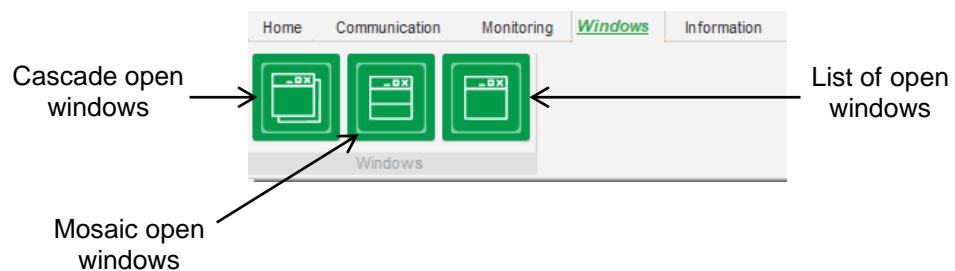 Home Communication Monitoring Windows Information
Cascade open
windows
List of open
windows
Windows
Mosaic open
windows